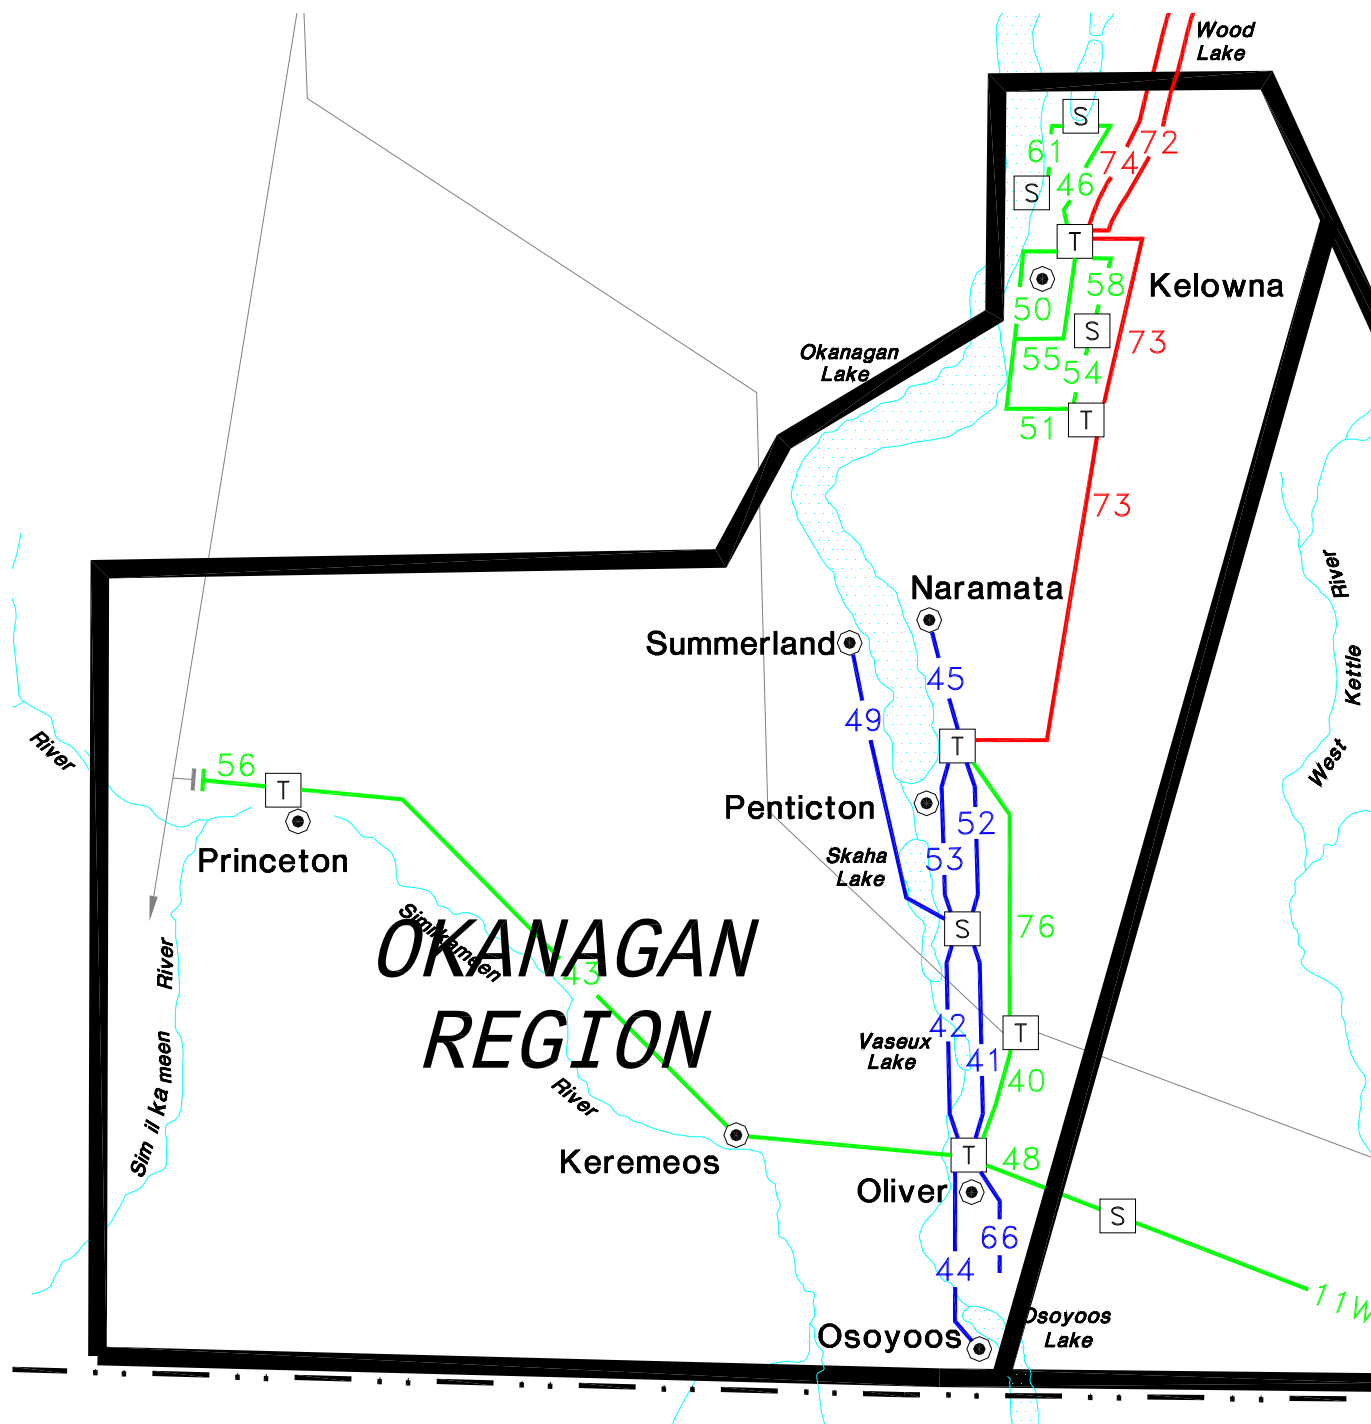 Wood
Lake
S
72
74
61
46
S
T
58
Kelowna
50
S
73
55
54
Okanagan
Lake
T
51
73
River
Naramata
Summerland
45
Kettle
49
T
West
River
56
T
Penticton
52
Princeton
Skaha
Lake
53
OKANAGAN
REGION
Similkameen
River
43
S
76
42
T
Vaseux
Lake
41
40
River
Sim il ka meen
River
Keremeos
T
48
Oliver
S
66
44
11W
Osoyoos
Osoyoos
Lake